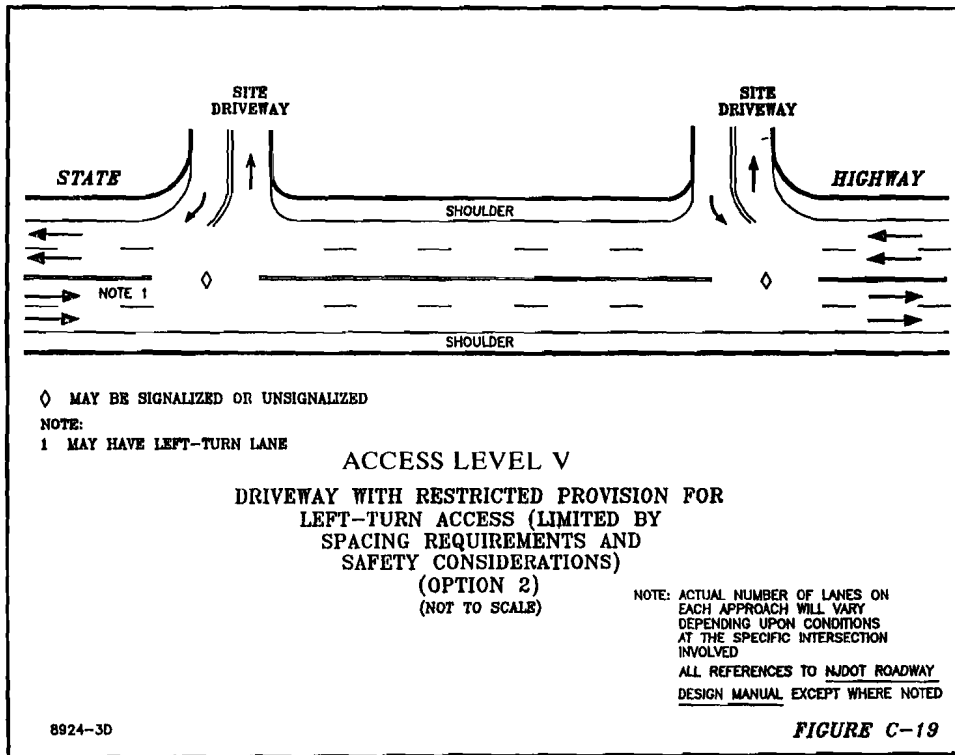 SITE
DRIVEWAY
SITE
DRIVEWAY
STATE
HIGHWAY
SHOULDER
NOTE 1
SHOULDER
◊ MAY BE SIGNALIZED OR UNSIGNALIZED
NOTE:
1 MAY HAVE LEFT-TURN LANE
ACCESS LEVEL V
DRIVEWAY WITH RESTRICTED PROVISION FOR
LEFT-TURN ACCESS (LIMITED BY
SPACING REQUIREMENTS AND
SAFETY CONSIDERATIONS)
(OPTION 2)
(NOT TO SCALE)
NOTE: ACTUAL NUMBER OF LANES ON
EACH APPROACH WILL VARY
DEPENDING UPON CONDITIONS
AT THE SPECIFIC INTERSECTION
INVOLVED
ALL REFERENCES TO NJDOT ROADWAY
DESIGN MANUAL EXCEPT WHERE NOTED
8924-3D
FIGURE C-19